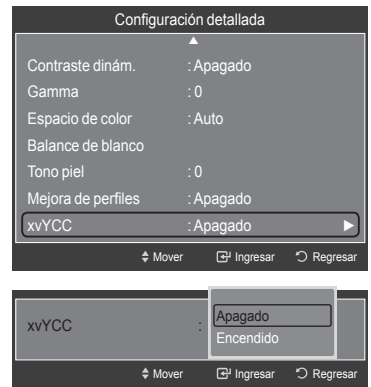 Configuración detallada
Contraste dinám. : Apagado
Gamma : 0
Espacio de color : Auto
Balance de blanco
Tono piel : 0
Mejora de perfiles : Apagado
xvYCC : Apagado
Mover Ingresar Regresar
xvYCC : Apagado
Encendido
Mover Ingresar Regresar